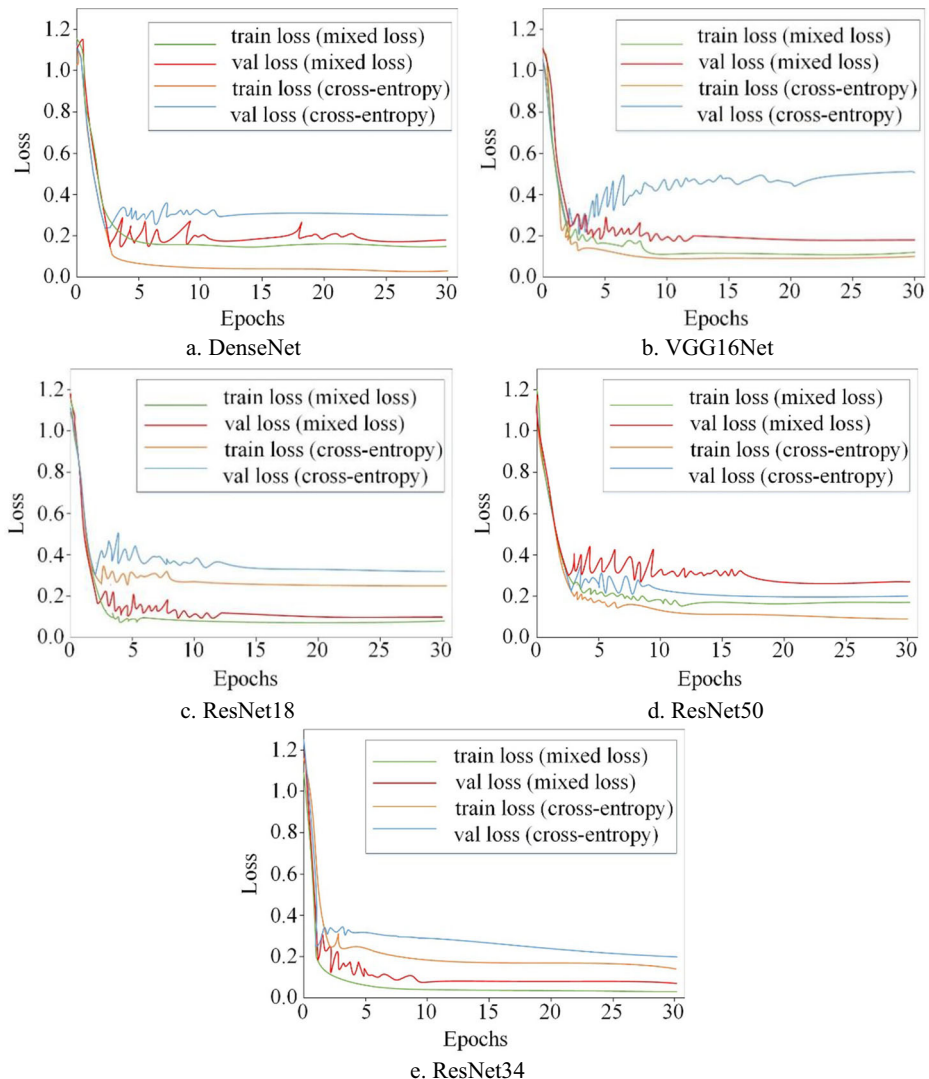 1.2
1.0
0.8
0.6
0.4
0.2
0.0
Loss
train loss (mixed loss)
val loss (mixed loss)
train loss (cross-entropy)
val loss (cross-entropy)
0 5 10 15 20 25 30
Epochs
a. DenseNet
1.2
1.0
0.8
0.6
0.4
0.2
0.0
Loss
train loss (mixed loss)
val loss (mixed loss)
train loss (cross-entropy)
val loss (cross-entropy)
0 5 10 15 20 25 30
Epochs
b. VGG16Net
1.2
1.0
0.8
0.6
0.4
0.2
0.0
Loss
train loss (mixed loss)
val loss (mixed loss)
train loss (cross-entropy)
val loss (cross-entropy)
0 5 10 15 20 25 30
Epochs
c. ResNet18
1.2
1.0
0.8
0.6
0.4
0.2
0.0
Loss
train loss (mixed loss)
val loss (mixed loss)
train loss (cross-entropy)
val loss (cross-entropy)
0 5 10 15 20 25 30
Epochs
d. ResNet50
1.2
1.0
0.8
0.6
0.4
0.2
0.0
Loss
train loss (mixed loss)
val loss (mixed loss)
train loss (cross-entropy)
val loss (cross-entropy)
0 5 10 15 20 25 30
Epochs
e. ResNet34